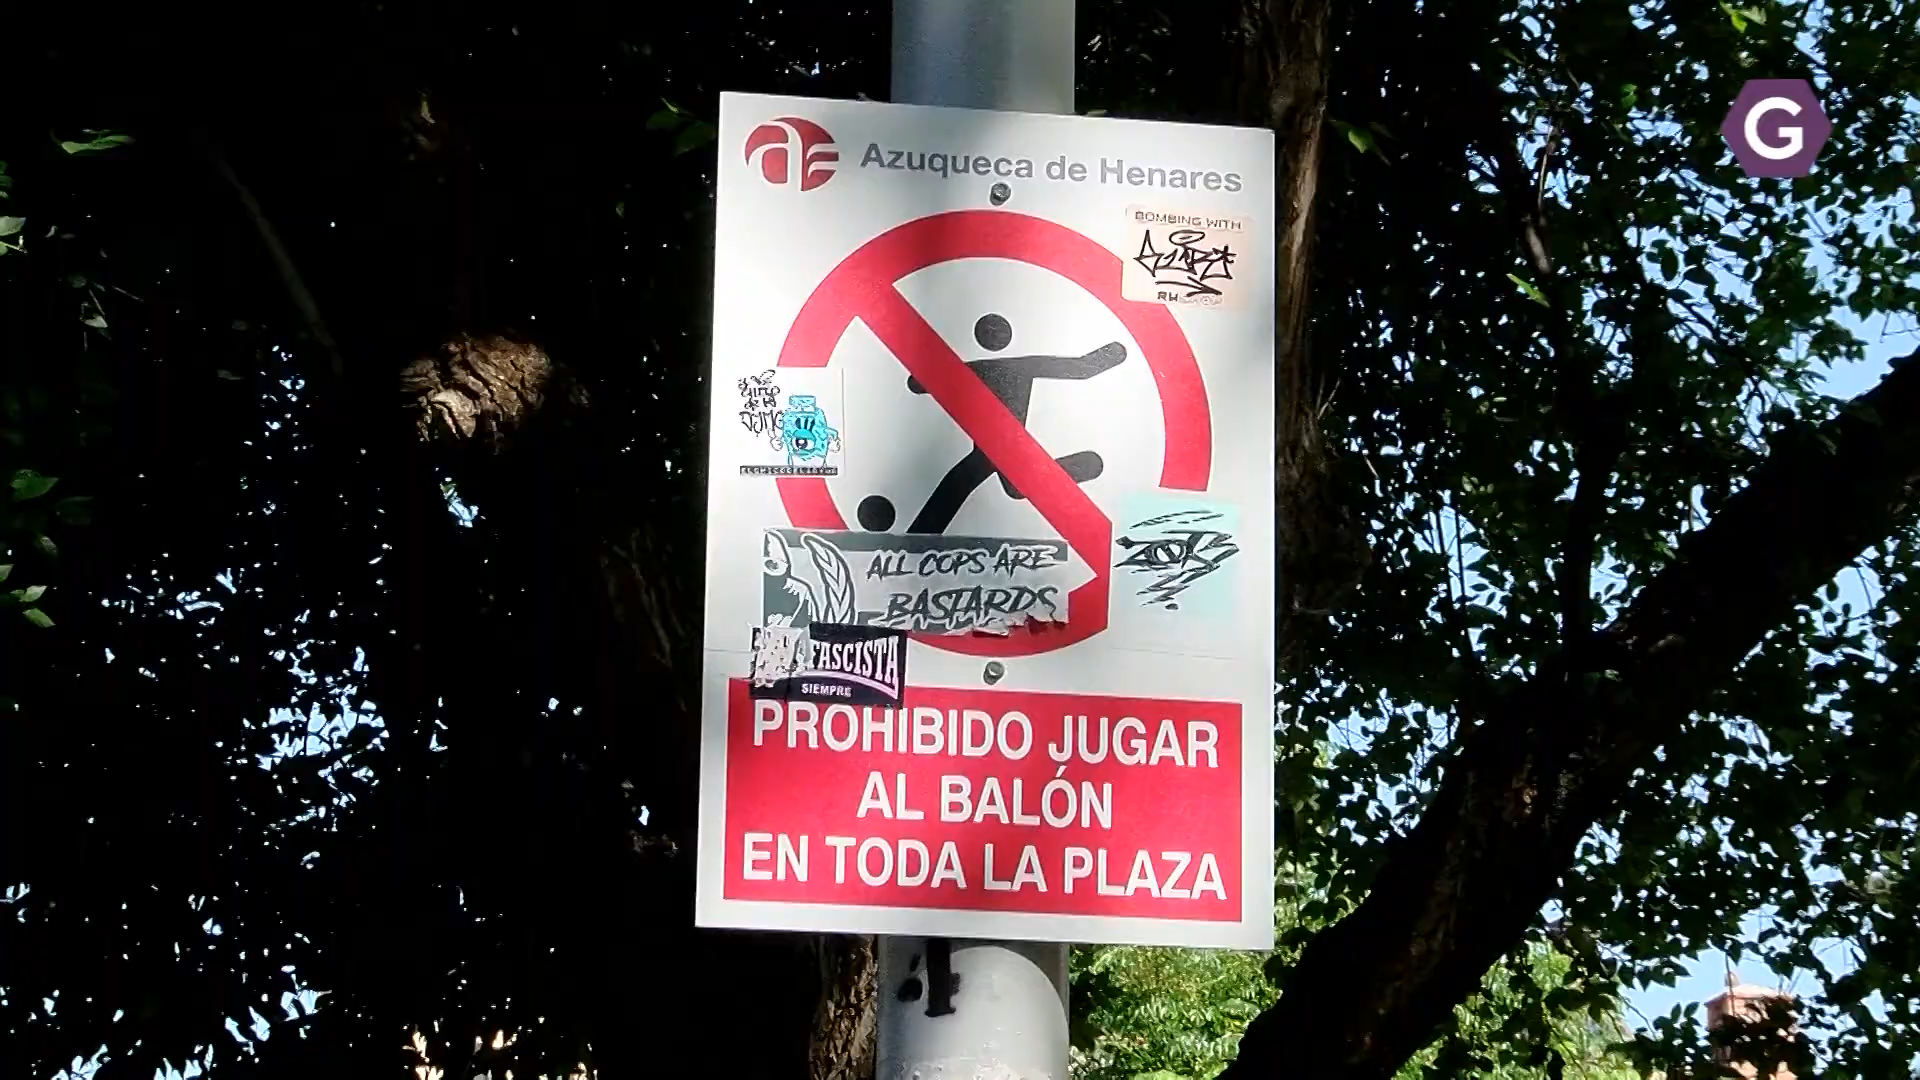 Azuqueca de Henares
BOMBING WITH
RW
ALL COPS ARE
BASTARDS
FASCISTA
SIEMPRE
PROHIBIDO JUGAR
AL BALÓN
EN TODA LA PLAZA
G